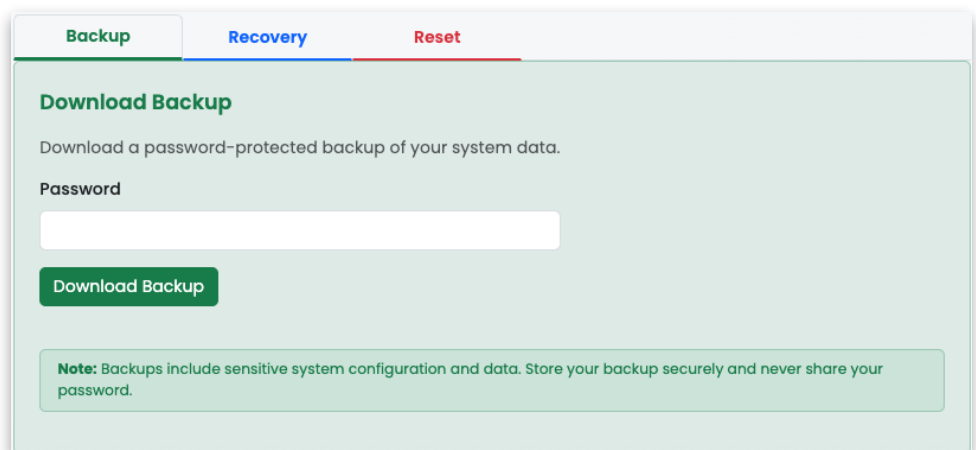 Backup Recovery Reset
Download Backup
Download a password-protected backup of your system data.
Password
Download Backup
Note: Backups include sensitive system configuration and data. Store your backup securely and never share your
password.